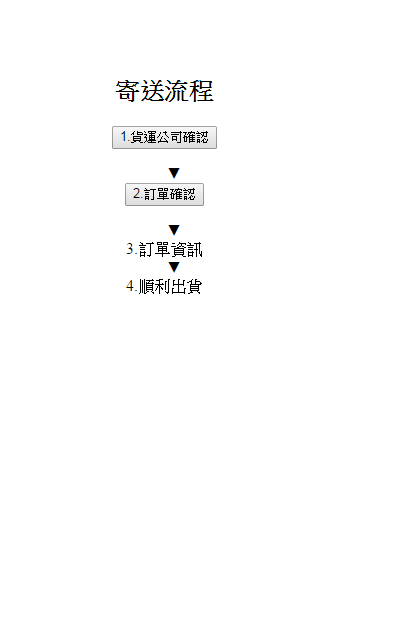 寄送流程
1.貨運公司確認
▼
2.訂單確認
▼
3.訂單資訊
▼
4.順利出貨